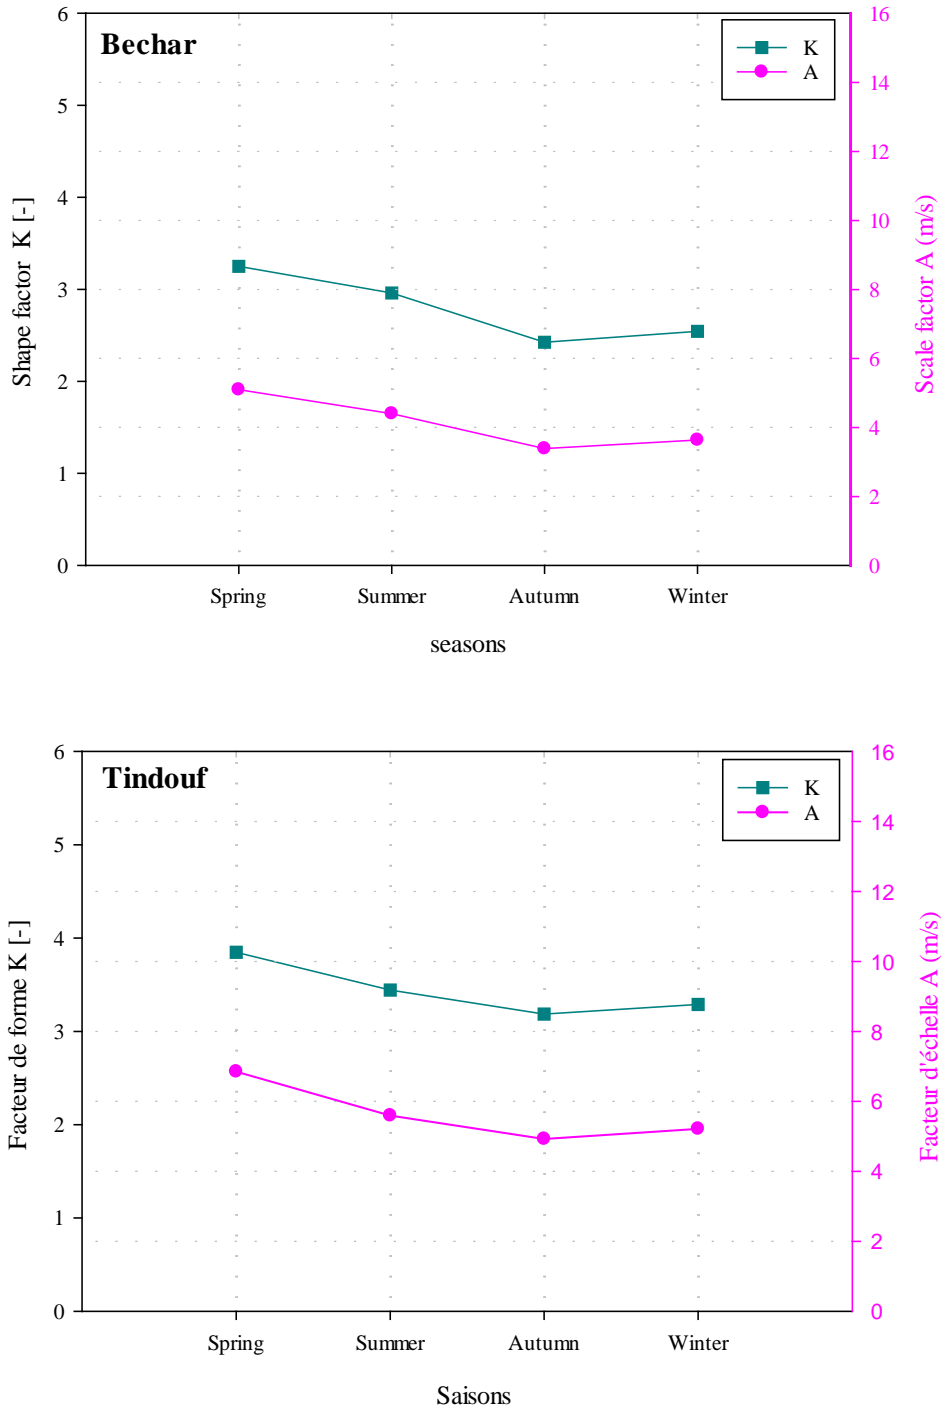 Bechar
K
A
6
5
4
3
2
1
0
Shape factor K [-]
16
14
12
10
8
6
4
2
0
Scale factor A (m/s)
Spring Summer Autumn Winter
seasons
Tindouf
K
A
6
5
4
3
2
1
0
Facteur de forme K [-]
16
14
12
10
8
6
4
2
0
Facteur d'échelle A (m/s)
Spring Summer Autumn Winter
Saisons